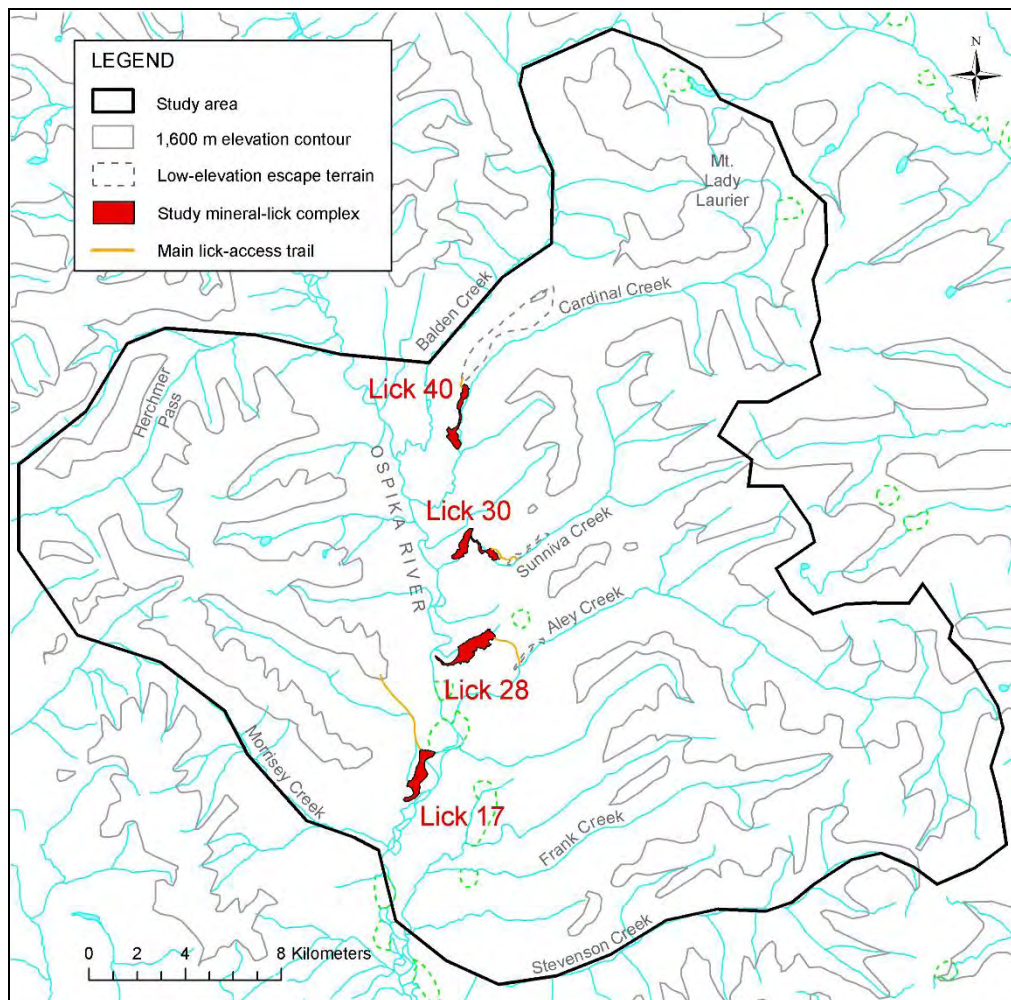 N
LEGEND
Study area
1,600 m elevation contour
Low-elevation escape terrain
Study mineral-lick complex
Main lick-access trail
Mt.
Lady
Laurier
Balden Creek
Cardinal Creek
Herchmer
Pass
Lick 40
OSPIKA RIVER
Lick 30
Sunniva Creek
Aley Creek
Lick 28
Morrisey Creek
Lick 17
Frank Creek
Stevenson Creek
0 2 4 8 Kilometers